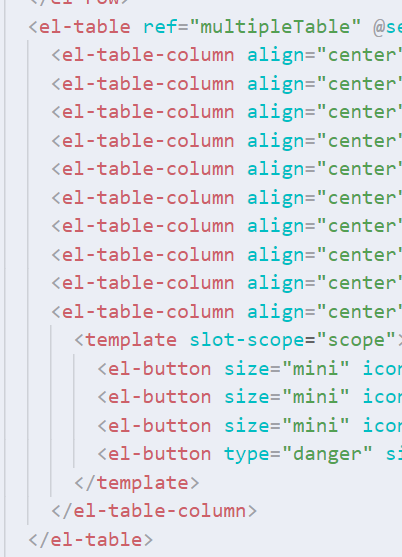 </el-row>
<el-table ref="multipleTable" @se
<el-table-column align="center"
<el-table-column align="center"
<el-table-column align="center"
<el-table-column align="center"
<el-table-column align="center"
<el-table-column align="center"
<el-table-column align="center"
<el-table-column align="center"
<el-table-column align="center"
<el-table-column align="center"
<template slot-scope="scope">
<el-button size="mini" icon
<el-button size="mini" icon
<el-button size="mini" icon
<el-button type="danger" si
</template>
</el-table-column>
</el-table>